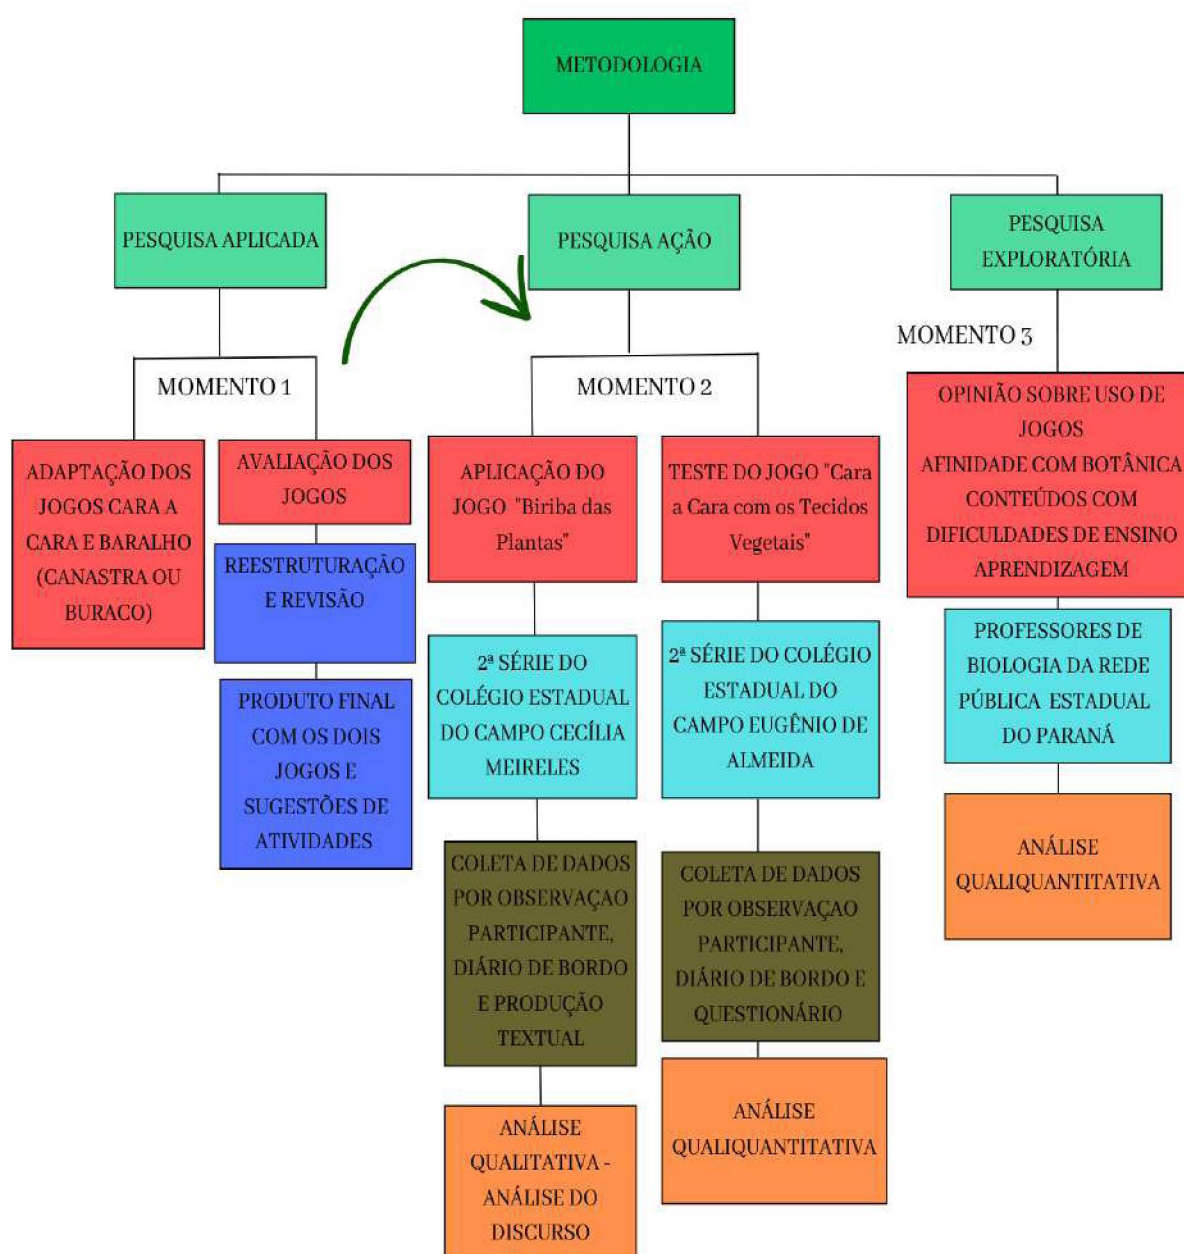 METODOLOGIA
PESQUISA APLICADA
PESQUISA AÇÃO
PESQUISA
EXPLORATÓRIA
MOMENTO 1
ADAPTAÇÃO DOS
JOGOS CARA A
CARA E BARALHO
(CANASTRA OU
BURACO)
AVALIAÇÃO DOS
JOGOS
REESTRUTURAÇÃO
E REVISÃO
PRODUTO FINAL
COM OS DOIS
JOGOS E
SUGESTÕES DE
ATIVIDADES
MOMENTO 2
APLICAÇÃO DO
JOGO "Biriba das
Plantas"
2ª SÉRIE DO
COLÉGIO ESTADUAL
DO CAMPO CECÍLIA
MEIRELES
COLETA DE DADOS
POR OBSERVAÇAO
PARTICIPANTE,
DIÁRIO DE BORDO
E PRODUÇÃO
TEXTUAL
ANÁLISE
QUALITATIVA -
ANÁLISE DO
DISCURSO
TESTE DO JOGO "Cara
a Cara com os Tecidos
Vegetais"
2ª SÉRIE DO COLÉGIO
ESTADUAL DO
CAMPO EUGÊNIO DE
ALMEIDA
COLETA DE DADOS
POR OBSERVAÇAO
PARTICIPANTE,
DIÁRIO DE BORDO E
QUESTIONÁRIO
ANÁLISE
QUALIQUANTITATIVA
MOMENTO 3
OPINIÃO SOBRE USO DE
JOGOS
AFINIDADE COM BOTÂNICA
CONTEÚDOS COM
DIFICULDADES DE ENSINO
APRENDIZAGEM
PROFESSORES DE
BIOLOGIA DA REDE
PÚBLICA ESTADUAL
DO PARANÁ
ANÁLISE
QUALIQUANTITATIVA